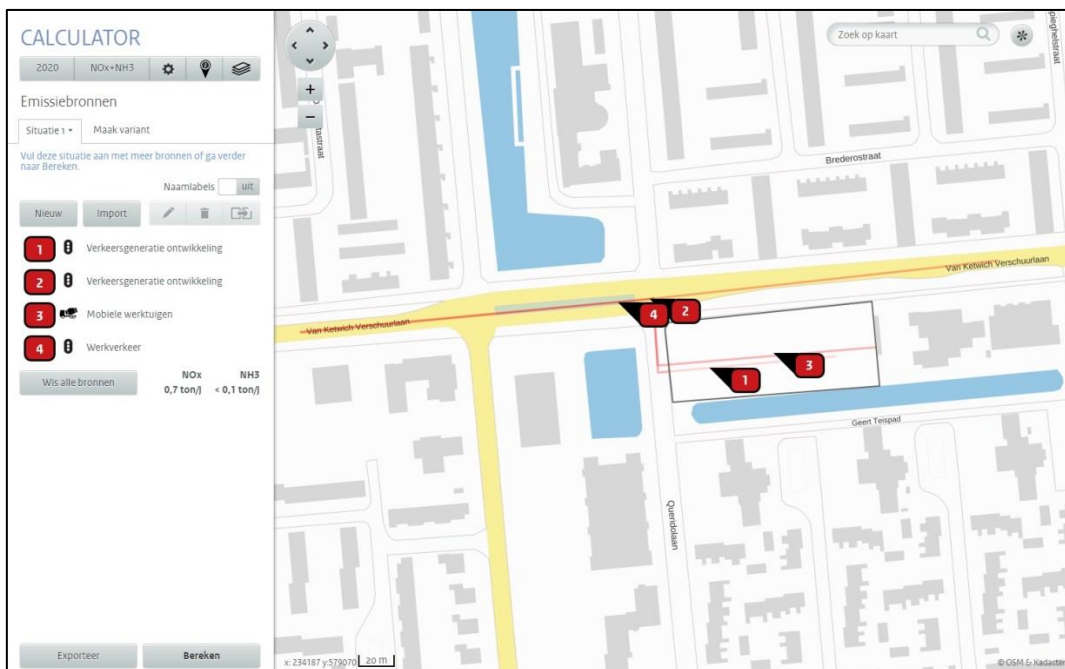 CALCULATOR
2020 NOx+NH3
Emissiebronnen
Situatie 1 Maak variant
Vul deze situatie aan met meer bronnen of ga verder
naar Bereken.
Naamlabels uit
Nieuw Import
1 Verkeersgeneratie ontwikkeling
2 Verkeersgeneratie ontwikkeling
3 Mobiele werktuigen
4 Werkverkeer
Wis alle bronnen NOx NH3
0,7 ton/j < 0,1 ton/j
Exporteer Bereken
Zoek op kaart
+
−
Brederostraat
Van Ketwich Verschuurlaan
Van Ketwich Verschuurlaan
4 2
1 3
Geert Teispad
Queridolaan
x: 234187 y:579070 20 m
© OSM & Kadaster